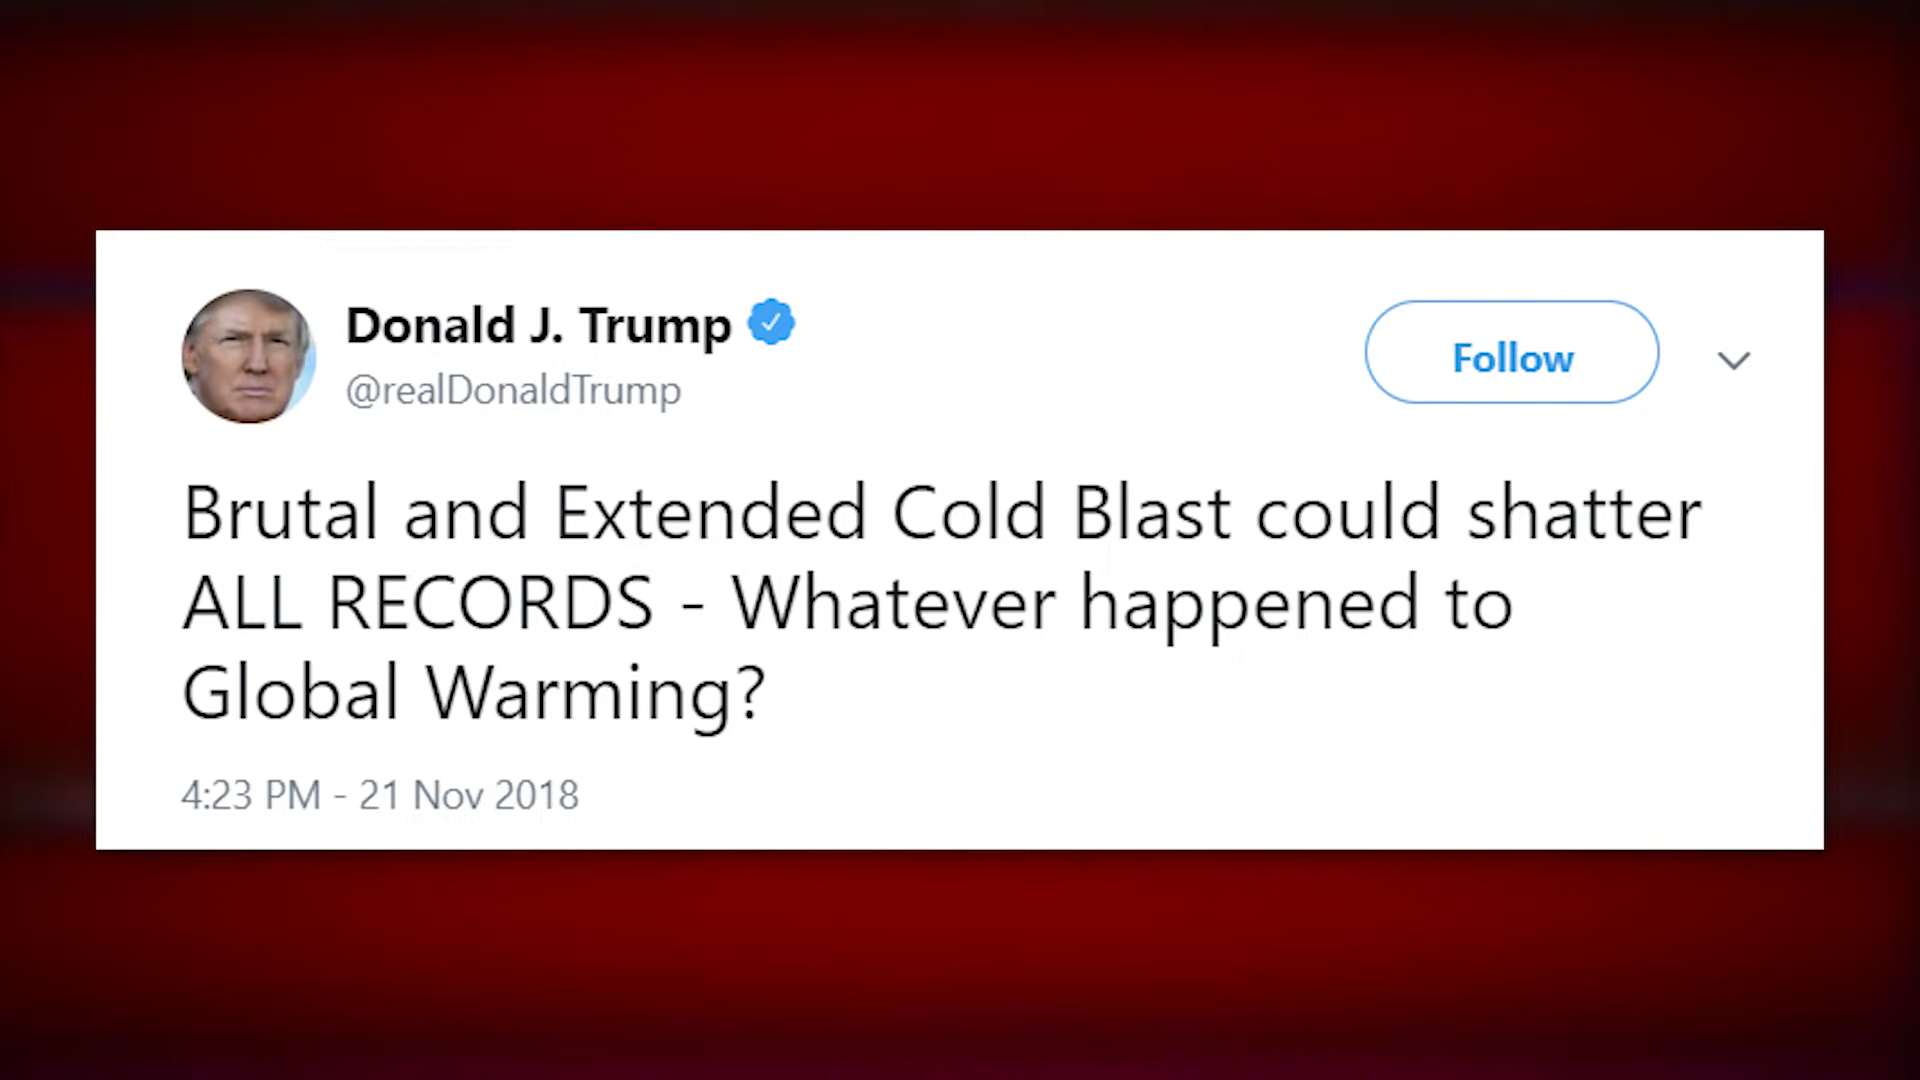 Donald J. Trump
@realDonaldTrump
Follow
Brutal and Extended Cold Blast could shatter
ALL RECORDS - Whatever happened to
Global Warming?
4:23 PM - 21 Nov 2018